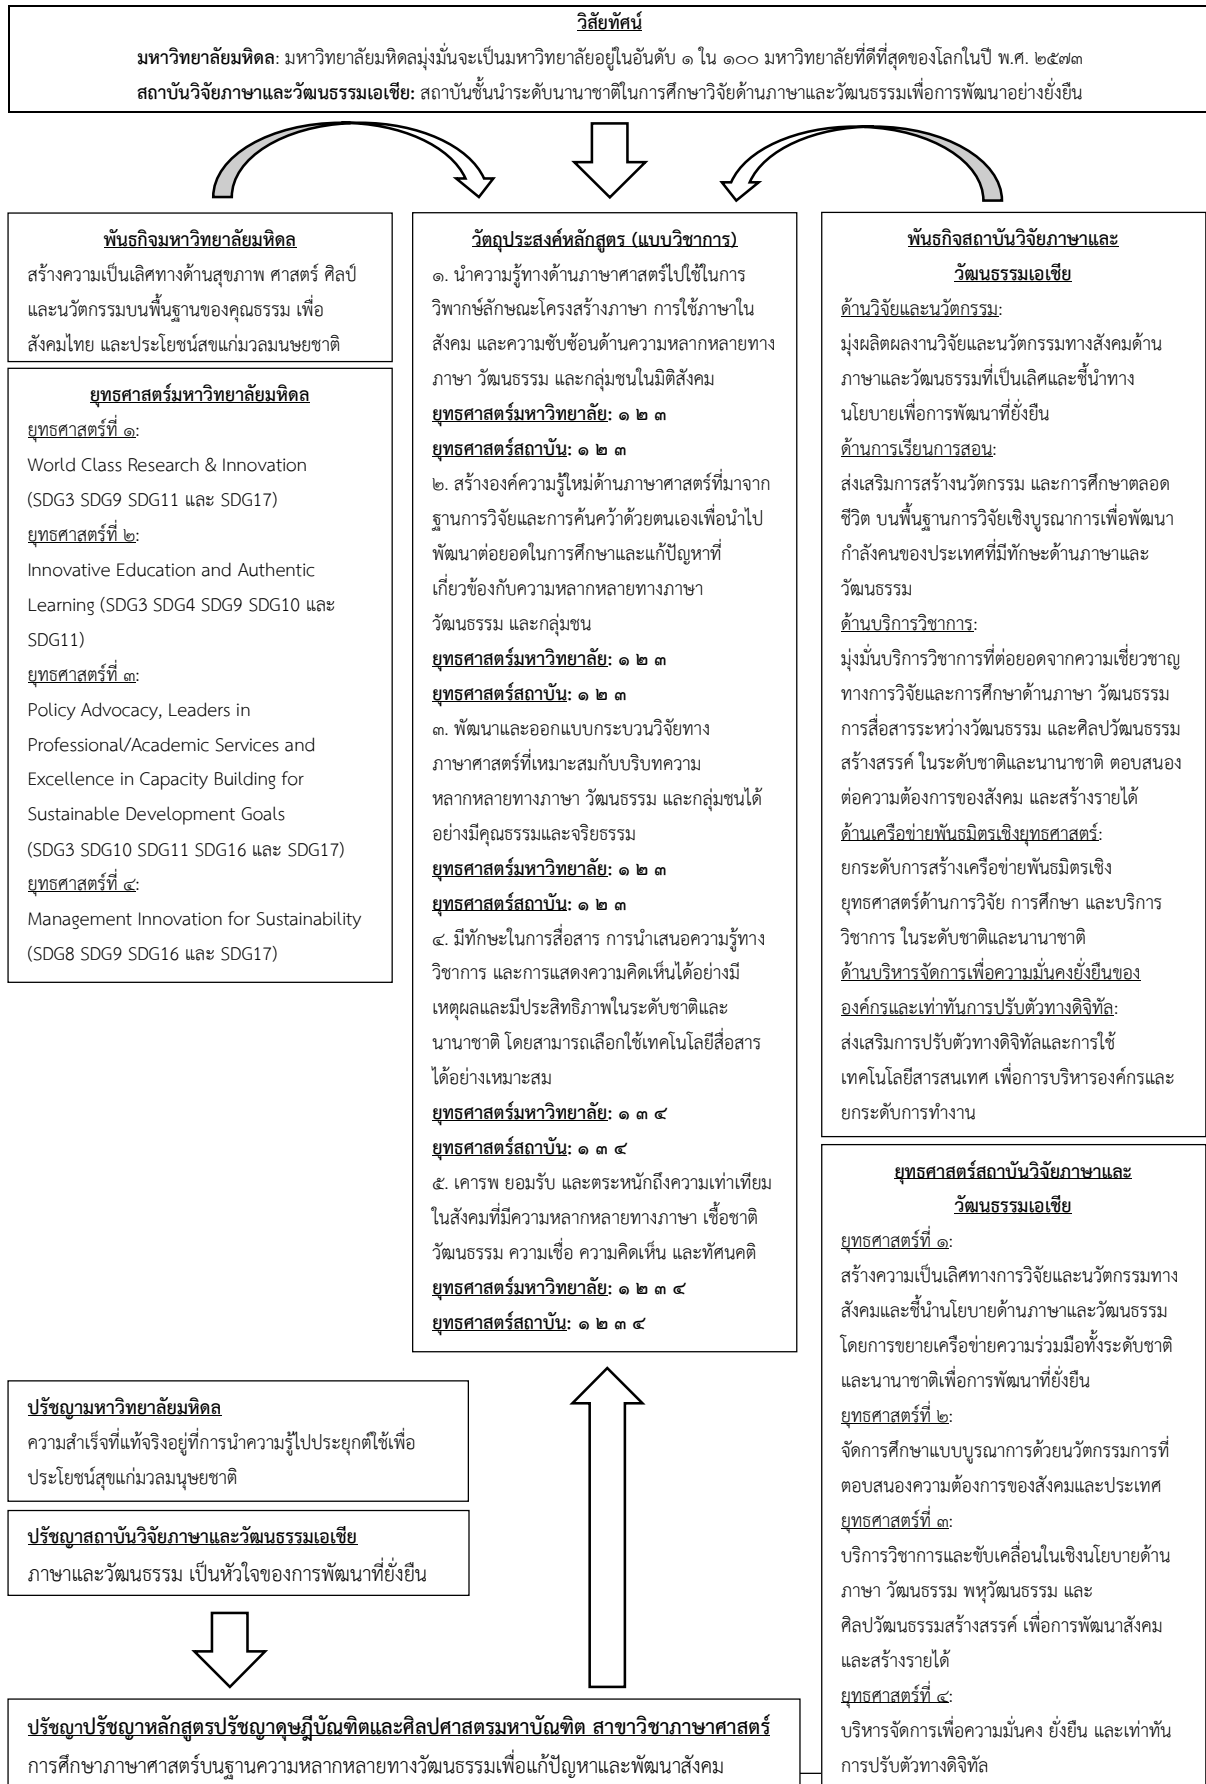 วิสัยทัศน์
มหาวิทยาลัยมหิดล: มหาวิทยาลัยมหิดลมุ่งมั่นจะเป็นมหาวิทยาลัยอยู่ในอันดับ ๑ ใน ๑๐๐ มหาวิทยาลัยที่ดีที่สุดของโลกในปี พ.ศ. ๒๕๗๓
สถาบันวิจัยภาษาและวัฒนธรรมเอเชีย: สถาบันชั้นนำระดับนานาชาติในการศึกษาวิจัยด้านภาษาและวัฒนธรรมเพื่อการพัฒนาอย่างยั่งยืน
พันธกิจมหาวิทยาลัยมหิดล
สร้างความเป็นเลิศทางด้านสุขภาพ ศาสตร์ ศิลป์
และนวัตกรรมบนพื้นฐานของคุณธรรม เพื่อ
สังคมไทย และประโยชน์สุขแก่มวลมนุษยชาติ
ยุทธศาสตร์มหาวิทยาลัยมหิดล
ยุทธศาสตร์ที่ ๑:
World Class Research & Innovation
(SDG3 SDG9 SDG11 และ SDG17)
ยุทธศาสตร์ที่ ๒:
Innovative Education and Authentic
Learning (SDG3 SDG4 SDG9 SDG10 และ
SDG11)
ยุทธศาสตร์ที่ ๓:
Policy Advocacy, Leaders in
Professional/Academic Services and
Excellence in Capacity Building for
Sustainable Development Goals
(SDG3 SDG10 SDG11 SDG16 และ SDG17)
ยุทธศาสตร์ที่ ๔:
Management Innovation for Sustainability
(SDG8 SDG9 SDG16 และ SDG17)
วัตถุประสงค์หลักสูตร (แบบวิชาการ)
๑. นำความรู้ทางด้านภาษาศาสตร์ไปใช้ในการ
วิพากษ์ลักษณะโครงสร้างภาษา การใช้ภาษาใน
สังคม และความซับซ้อนด้านความหลากหลายทาง
ภาษา วัฒนธรรม และกลุ่มชนในมิติสังคม
ยุทธศาสตร์มหาวิทยาลัย: ๑ ๒ ๓
ยุทธศาสตร์สถาบัน: ๑ ๒ ๓
๒. สร้างองค์ความรู้ใหม่ด้านภาษาศาสตร์ที่มาจาก
ฐานการวิจัยและการค้นคว้าด้วยตนเองเพื่อนำไป
พัฒนาต่อยอดในการศึกษาและแก้ปัญหาที่
เกี่ยวข้องกับความหลากหลายทางภาษา
วัฒนธรรม และกลุ่มชน
ยุทธศาสตร์มหาวิทยาลัย: ๑ ๒ ๓
ยุทธศาสตร์สถาบัน: ๑ ๒ ๓
๓. พัฒนาและออกแบบกระบวนวิจัยทาง
ภาษาศาสตร์ที่เหมาะสมกับบริบทความ
หลากหลายทางภาษา วัฒนธรรม และกลุ่มชนได้
อย่างมีคุณธรรมและจริยธรรม
ยุทธศาสตร์มหาวิทยาลัย: ๑ ๒ ๓
ยุทธศาสตร์สถาบัน: ๑ ๒ ๓
๔. มีทักษะในการสื่อสาร การนำเสนอความรู้ทาง
วิชาการ และการแสดงความคิดเห็นได้อย่างมี
เหตุผลและมีประสิทธิภาพในระดับชาติและ
นานาชาติ โดยสามารถเลือกใช้เทคโนโลยีสื่อสาร
ได้อย่างเหมาะสม
ยุทธศาสตร์มหาวิทยาลัย: ๑ ๓ ๔
ยุทธศาสตร์สถาบัน: ๑ ๓ ๔
๕. เคารพ ยอมรับ และตระหนักถึงความเท่าเทียม
ในสังคมที่มีความหลากหลายทางภาษา เชื้อชาติ
วัฒนธรรม ความเชื่อ ความคิดเห็น และทัศนคติ
ยุทธศาสตร์มหาวิทยาลัย: ๑ ๒ ๓ ๔
ยุทธศาสตร์สถาบัน: ๑ ๒ ๓ ๔
พันธกิจสถาบันวิจัยภาษาและ
วัฒนธรรมเอเชีย
ด้านวิจัยและนวัตกรรม:
มุ่งผลิตผลงานวิจัยและนวัตกรรมทางสังคมด้าน
ภาษาและวัฒนธรรมที่เป็นเลิศและชี้นำทาง
นโยบายเพื่อการพัฒนาที่ยั่งยืน
ด้านการเรียนการสอน:
ส่งเสริมการสร้างนวัตกรรม และการศึกษาตลอด
ชีวิต บนพื้นฐานการวิจัยเชิงบูรณาการเพื่อพัฒนา
กำลังคนของประเทศที่มีทักษะด้านภาษาและ
วัฒนธรรม
ด้านบริการวิชาการ:
มุ่งมั่นบริการวิชาการที่ต่อยอดจากความเชี่ยวชาญ
ทางการวิจัยและการศึกษาด้านภาษา วัฒนธรรม
การสื่อสารระหว่างวัฒนธรรม และศิลปวัฒนธรรม
สร้างสรรค์ ในระดับชาติและนานาชาติ ตอบสนอง
ต่อความต้องการของสังคม และสร้างรายได้
ด้านเครือข่ายพันธมิตรเชิงยุทธศาสตร์:
ยกระดับการสร้างเครือข่ายพันธมิตรเชิง
ยุทธศาสตร์ด้านการวิจัย การศึกษา และบริการ
วิชาการ ในระดับชาติและนานาชาติ
ด้านบริหารจัดการเพื่อความมั่นคงยั่งยืนของ
องค์กรและเท่าทันการปรับตัวทางดิจิทัล:
ส่งเสริมการปรับตัวทางดิจิทัลและการใช้
เทคโนโลยีสารสนเทศ เพื่อการบริหารองค์กรและ
ยกระดับการทำงาน
ยุทธศาสตร์สถาบันวิจัยภาษาและ
วัฒนธรรมเอเชีย
ยุทธศาสตร์ที่ ๑:
สร้างความเป็นเลิศทางการวิจัยและนวัตกรรมทาง
สังคมและชี้นำนโยบายด้านภาษาและวัฒนธรรม
โดยการขยายเครือข่ายความร่วมมือทั้งระดับชาติ
และนานาชาติเพื่อการพัฒนาที่ยั่งยืน
ยุทธศาสตร์ที่ ๒:
จัดการศึกษาแบบบูรณาการด้วยนวัตกรรมการที่
ตอบสนองความต้องการของสังคมและประเทศ
ยุทธศาสตร์ที่ ๓:
บริการวิชาการและขับเคลื่อนในเชิงนโยบายด้าน
ภาษา วัฒนธรรม พหุวัฒนธรรม และ
ศิลปวัฒนธรรมสร้างสรรค์ เพื่อการพัฒนาสังคม
และสร้างรายได้
ยุทธศาสตร์ที่ ๔:
บริหารจัดการเพื่อความมั่นคง ยั่งยืน และเท่าทัน
การปรับตัวทางดิจิทัล
ปรัชญามหาวิทยาลัยมหิดล
ความสำเร็จที่แท้จริงอยู่ที่การนำความรู้ไปประยุกต์ใช้เพื่อ
ประโยชน์สุขแก่มวลมนุษยชาติ
ปรัชญาสถาบันวิจัยภาษาและวัฒนธรรมเอเชีย
ภาษาและวัฒนธรรม เป็นหัวใจของการพัฒนาที่ยั่งยืน
ปรัชญาปรัชญาหลักสูตรปรัชญาดุษฎีบัณฑิตและศิลปศาสตรมหาบัณฑิต สาขาวิชาภาษาศาสตร์
การศึกษาภาษาศาสตร์บนฐานความหลากหลายทางวัฒนธรรมเพื่อแก้ปัญหาและพัฒนาสังคม